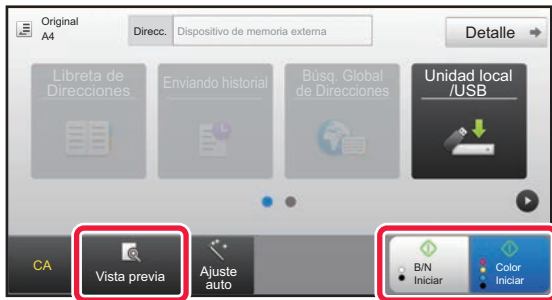 Original
A4
Direcc.
Dispositivo de memoria externa
Detalle
Libreta de
Direcciones
Enviando historial
Búsq. Global
de Direcciones
Unidad local
/USB
CA
Vista previa
Ajuste
auto
B/N
Iniciar
Color
Iniciar